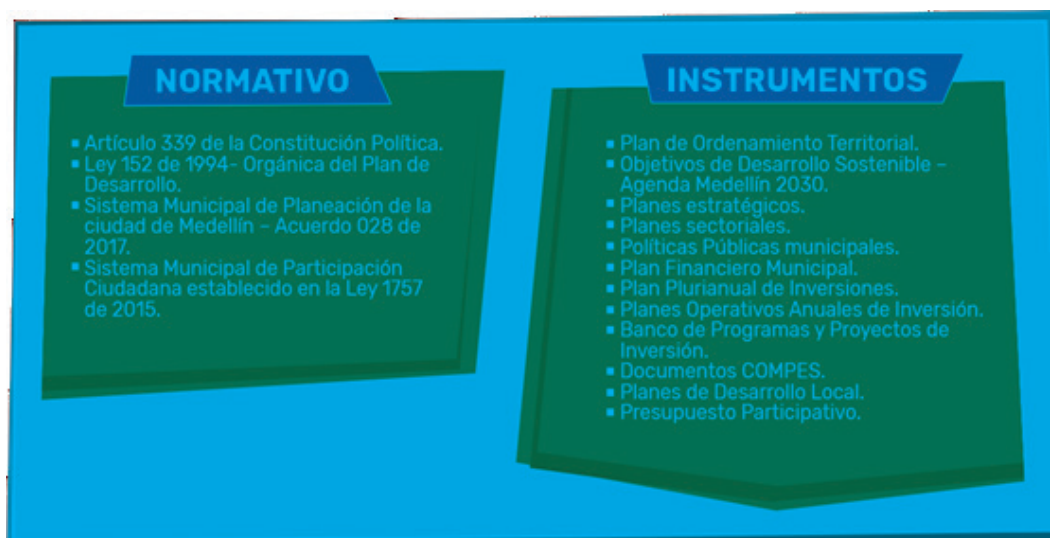 NORMATIVO
▪ Artículo 339 de la Constitución Política.
▪ Ley 152 de 1994- Orgánica del Plan de
Desarrollo.
▪ Sistema Municipal de Planeación de la
ciudad de Medellín – Acuerdo 028 de
2017.
▪ Sistema Municipal de Participación
Ciudadana establecido en la Ley 1757
de 2015.
INSTRUMENTOS
▪ Plan de Ordenamiento Territorial.
▪ Objetivos de Desarrollo Sostenible –
Agenda Medellín 2030.
▪ Planes estratégicos.
▪ Planes sectoriales.
▪ Políticas Públicas municipales.
▪ Plan Financiero Municipal.
▪ Plan Plurianual de Inversiones.
▪ Planes Operativos Anuales de Inversión.
▪ Banco de Programas y Proyectos de
Inversión.
▪ Documentos COMPES.
▪ Planes de Desarrollo Local.
▪ Presupuesto Participativo.